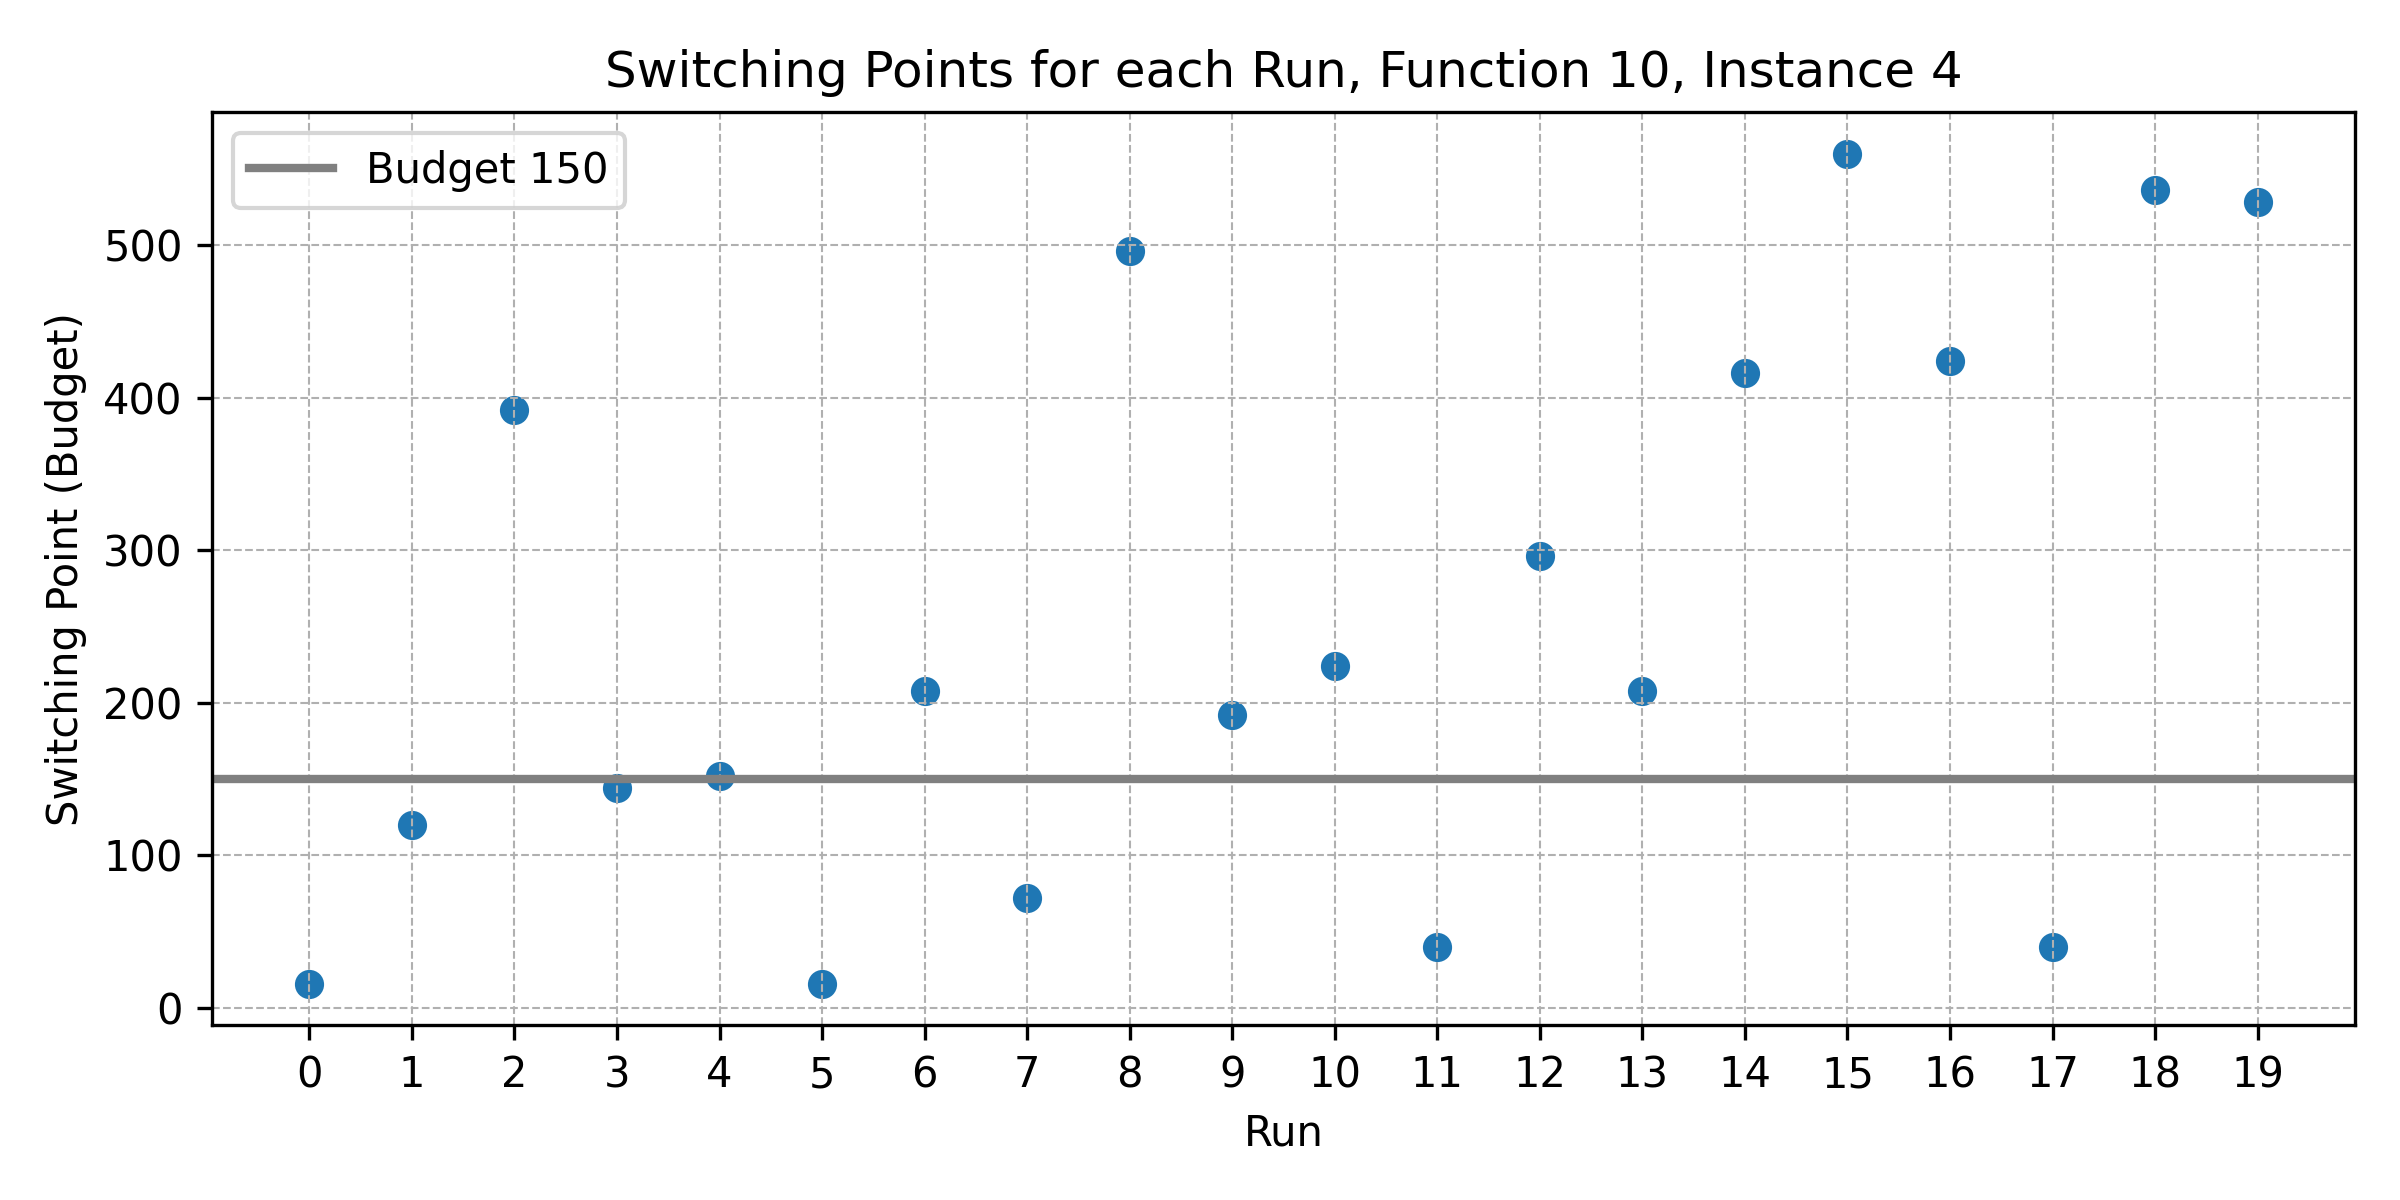 Switching Points for each Run, Function 10, Instance 4
Budget 150
Switching Point (Budget)
500
400
300
200
100
0
0 1 2 3 4 5 6 7 8 9 10 11 12 13 14 15 16 17 18 19
Run